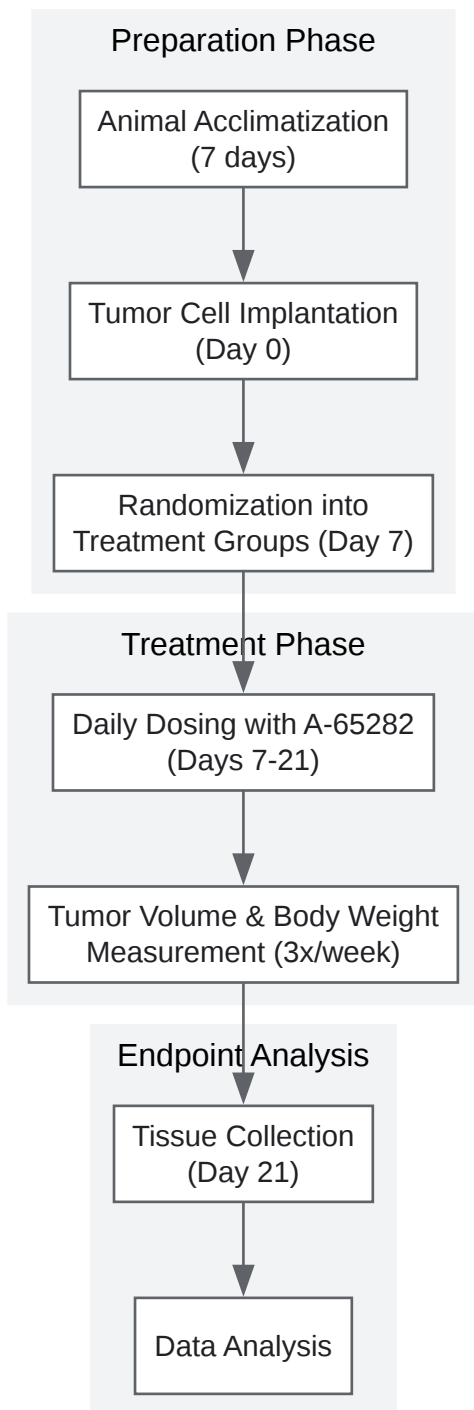 Preparation Phase
Animal Acclimatization
(7 days)
Tumor Cell Implantation
(Day 0)
Randomization into
Treatment Groups (Day 7)
Treatment Phase
Daily Dosing with A-65282
(Days 7-21)
Tumor Volume & Body Weight
Measurement (3x/week)
Endpoint Analysis
Tissue Collection
(Day 21)
Data Analysis